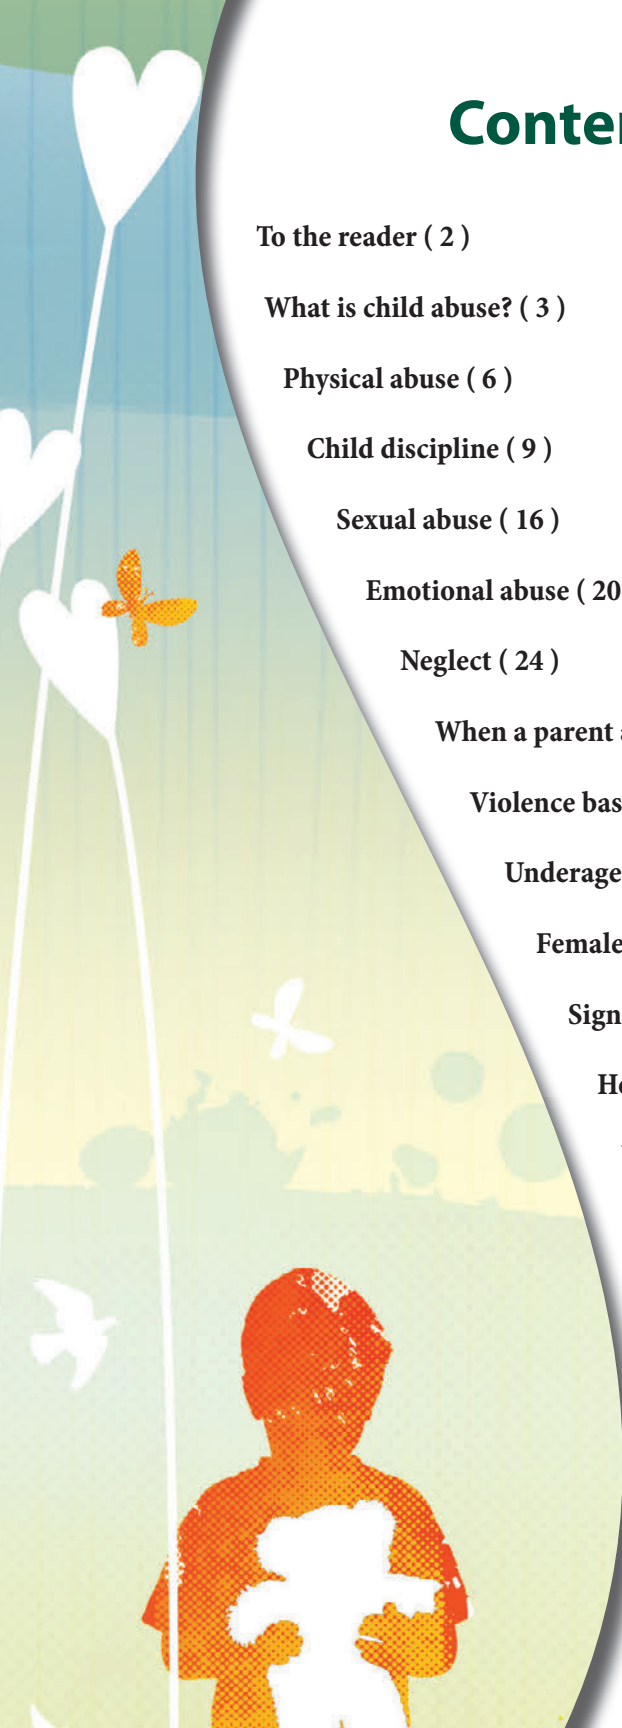 Conte
To the reader ( 2 )
What is child abuse? ( 3 )
Physical abuse ( 6 )
Child discipline ( 9 )
Sexual abuse ( 16 )
Emotional abuse ( 20
Neglect ( 24 )
When a parent
Violence bas
Underage
Female
Sign
H